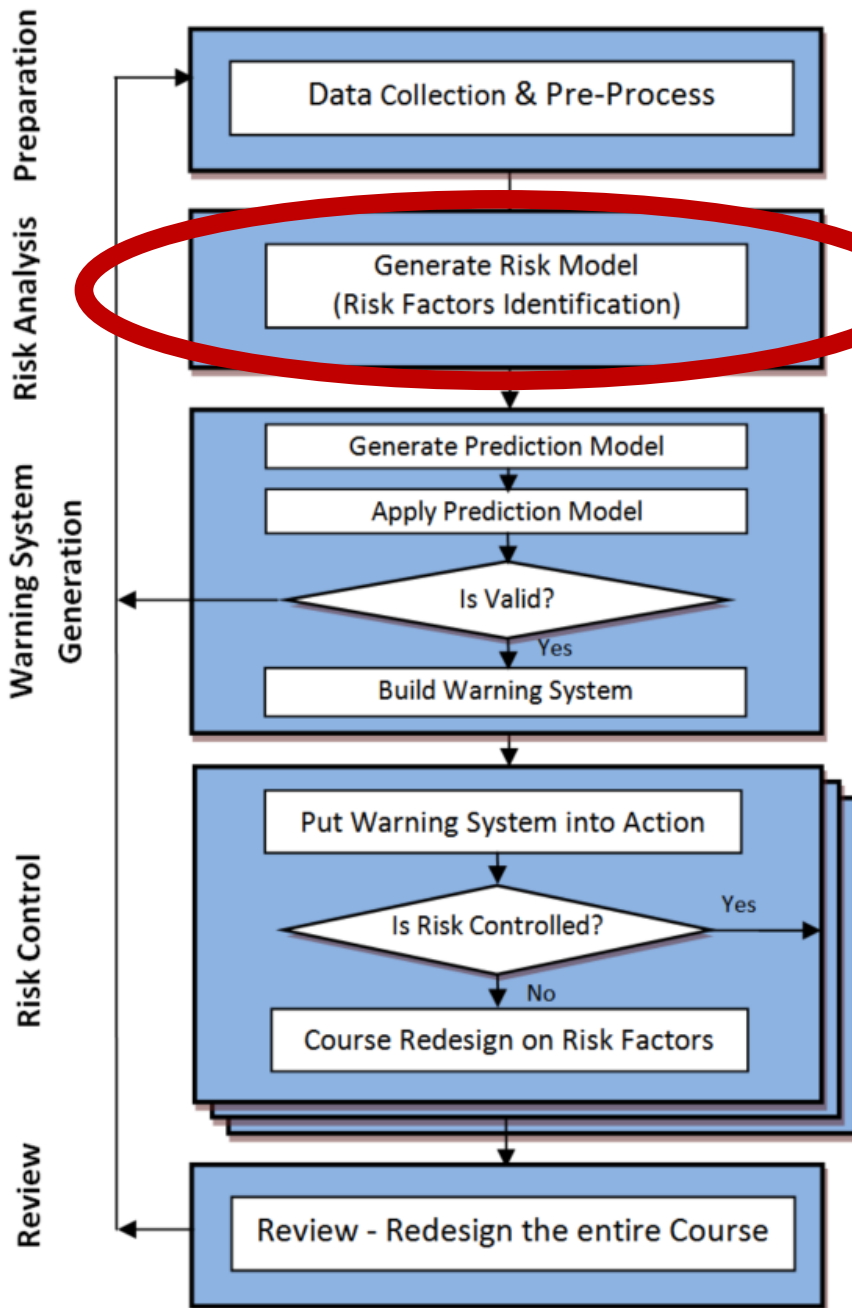 Preparation
Data Collection & Pre-Process
Risk Analysis
Generate Risk Model
(Risk Factors Identification)
Warning System
Generation
Generate Prediction Model
Apply Prediction Model
Is Valid?
Yes
Build Warning System
Risk Control
Put Warning System into Action
Is Risk Controlled?
Yes
No
Course Redesign on Risk Factors
Review
Review - Redesign the entire Course